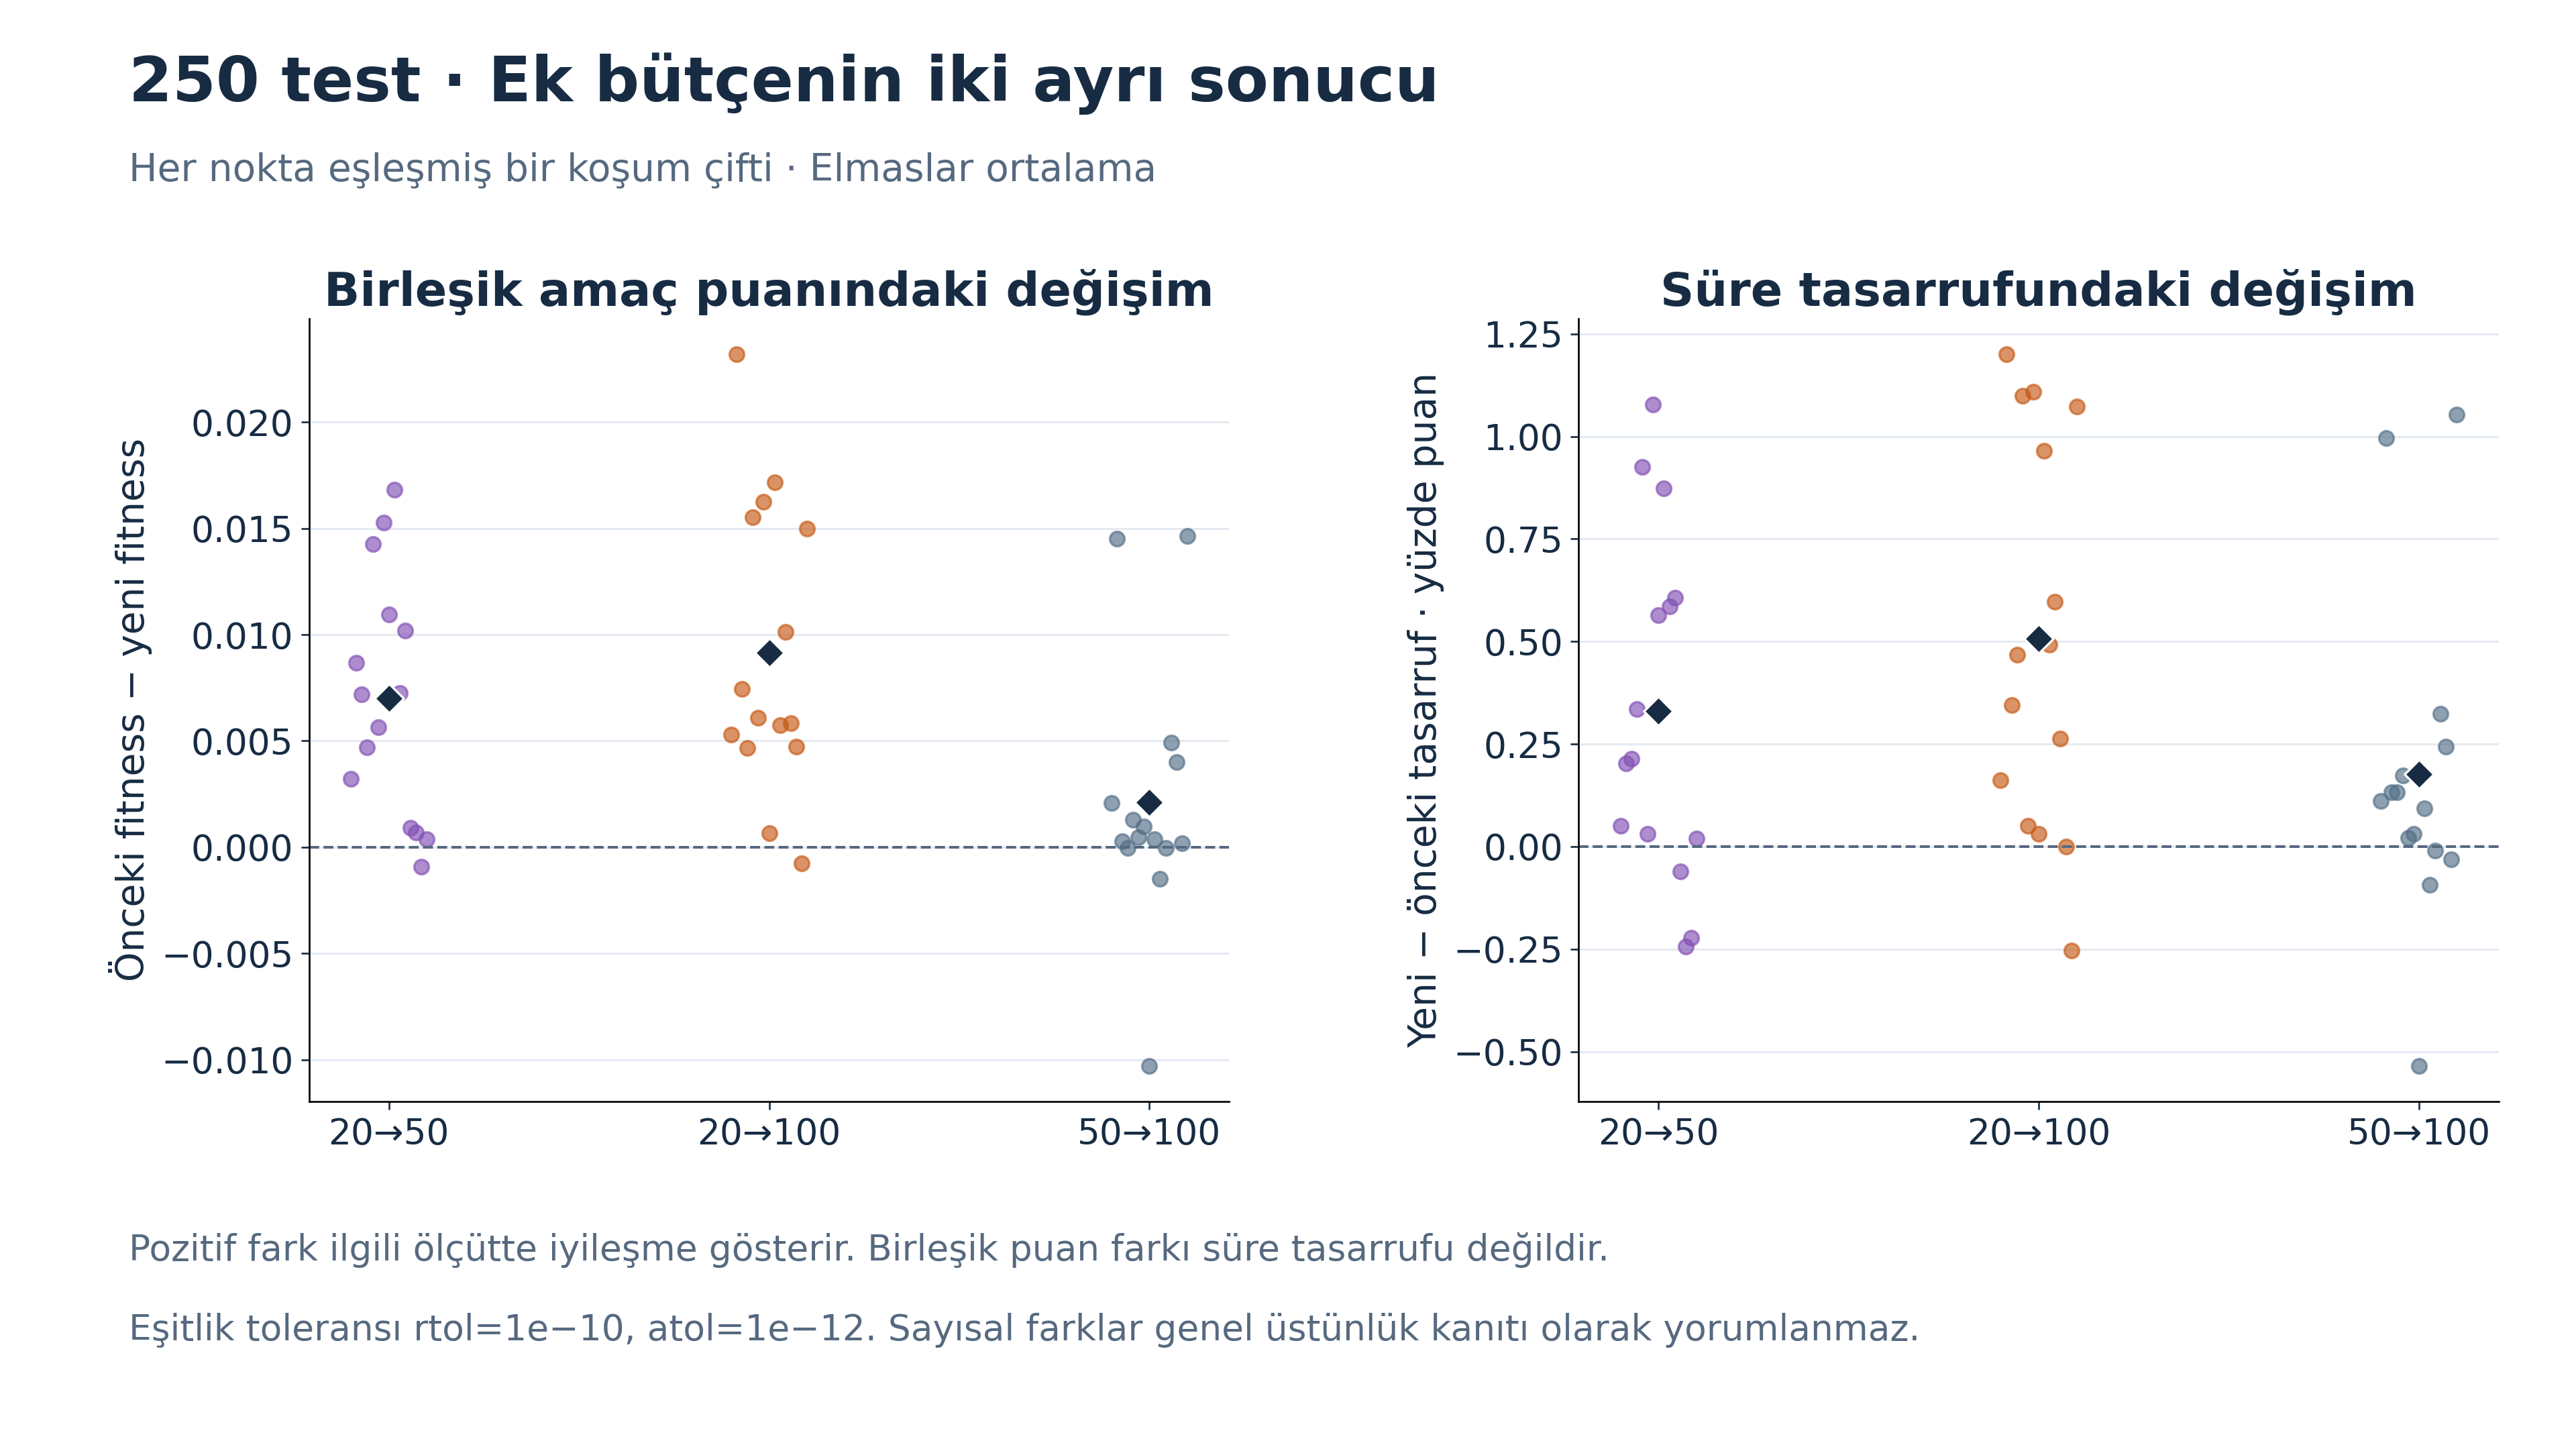 250 test · Ek bütçenin iki ayrı sonucu
Her nokta eşleşmiş bir koşum çifti · Elmaslar ortalama
Birleşik amaç puanındaki değişim
Önceki fitness − yeni fitness
0.020
0.015
0.010
0.005
0.000
−0.005
−0.010
20→50
20→100
50→100
Süre tasarrufundaki değişim
Yeni − önceki tasarruf · yüzde puan
1.25
1.00
0.75
0.50
0.25
0.00
−0.25
−0.50
20→50
20→100
50→100
Pozitif fark ilgili ölçütte iyileşme gösterir. Birleşik puan farkı süre tasarrufu değildir.
Eşitlik toleransı rtol=1e−10, atol=1e−12. Sayısal farklar genel üstünlük kanıtı olarak yorumlanmaz.